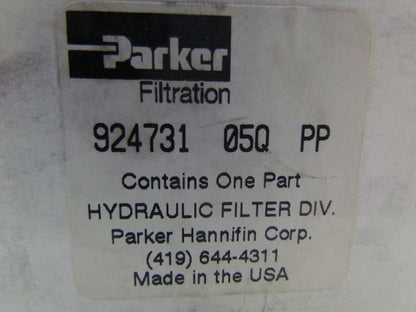 Parker
Filtration
924731 05Q PP
Contains One Part
HYDRAULIC FILTER DIV.
Parker Hannifin Corp.
(419) 644-4311
Made in the USA